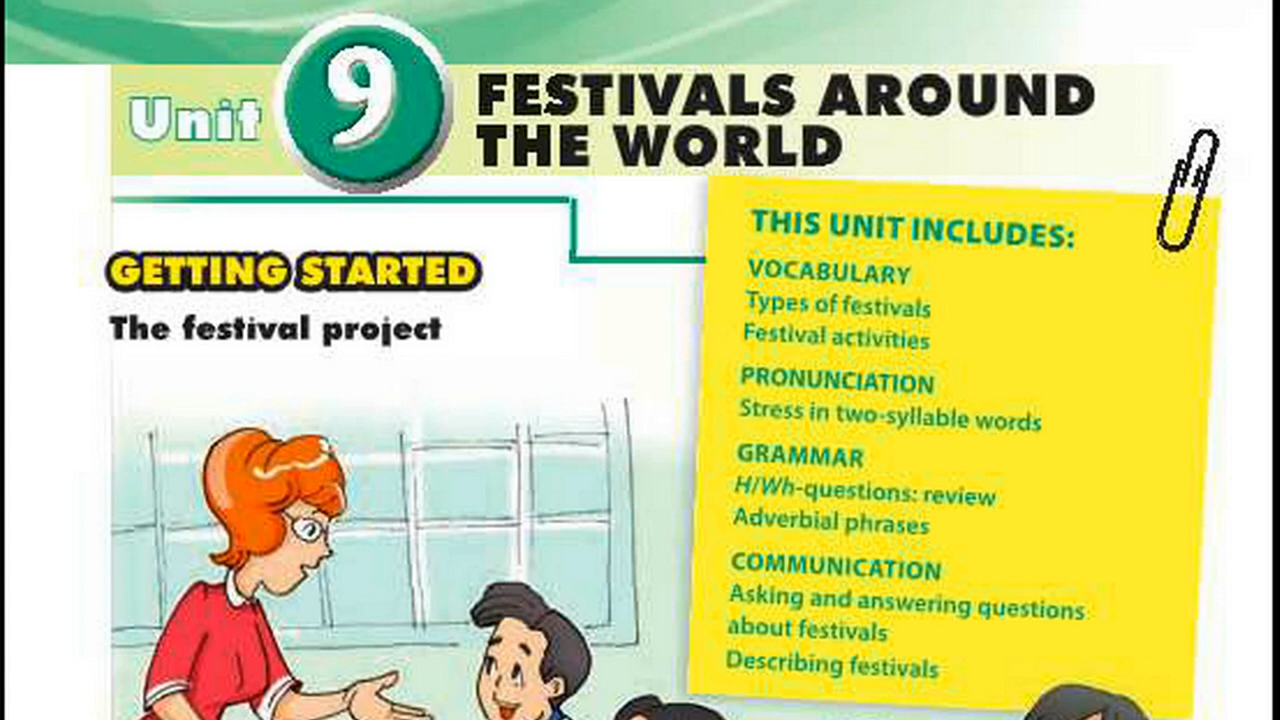 Unit 9 FESTIVALS AROUND
THE WORLD
GETTING STARTED
The festival project
THIS UNIT INCLUDES:
VOCABULARY
Types of festivals
Festival activities
PRONUNCIATION
Stress in two-syllable words
GRAMMAR
H/Wh-questions: review
Adverbial phrases
COMMUNICATION
Asking and answering questions
about festivals
Describing festivals